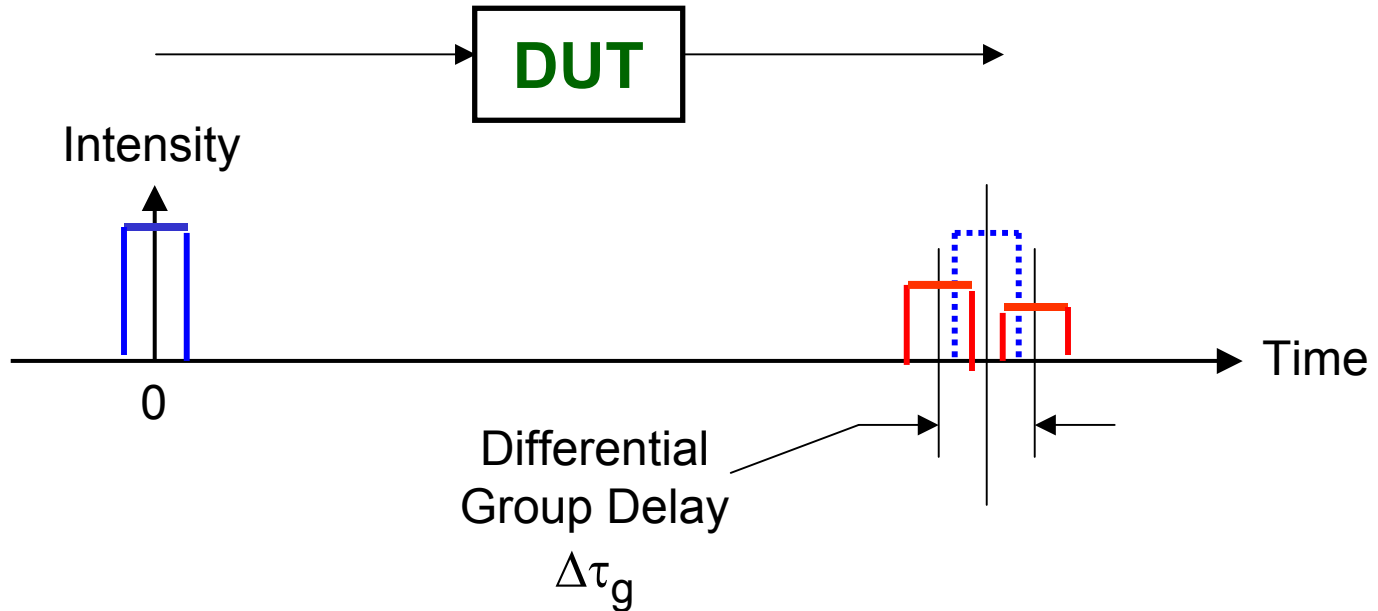 DUT
Intensity
Time
0
Differential
Group Delay
Δτg